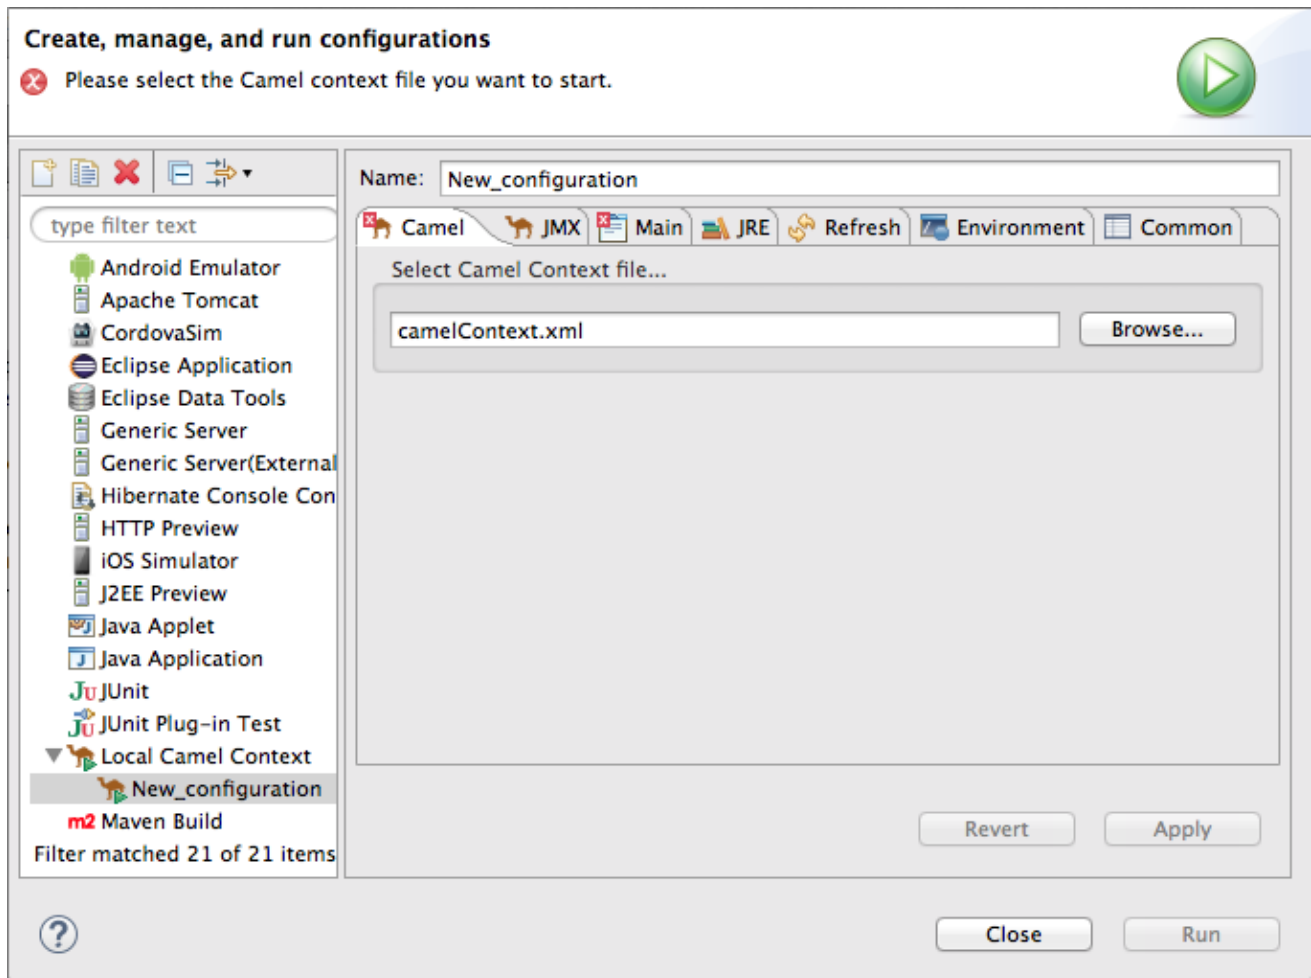 Create, manage, and run configurations
Please select the Camel context file you want to start.
Name: New_configuration
type filter text
Camel JMX Main JRE Refresh Environment Common
Select Camel Context file...
camelContext.xml Browse...
Android Emulator
Apache Tomcat
CordovaSim
Eclipse Application
Eclipse Data Tools
Generic Server
Generic Server(External
Hibernate Console Con
HTTP Preview
iOS Simulator
J2EE Preview
Java Applet
Java Application
JU JUnit
JU JUnit Plug-in Test
Local Camel Context
New_configuration
m2 Maven Build
Filter matched 21 of 21 items
Revert Apply
? Close Run